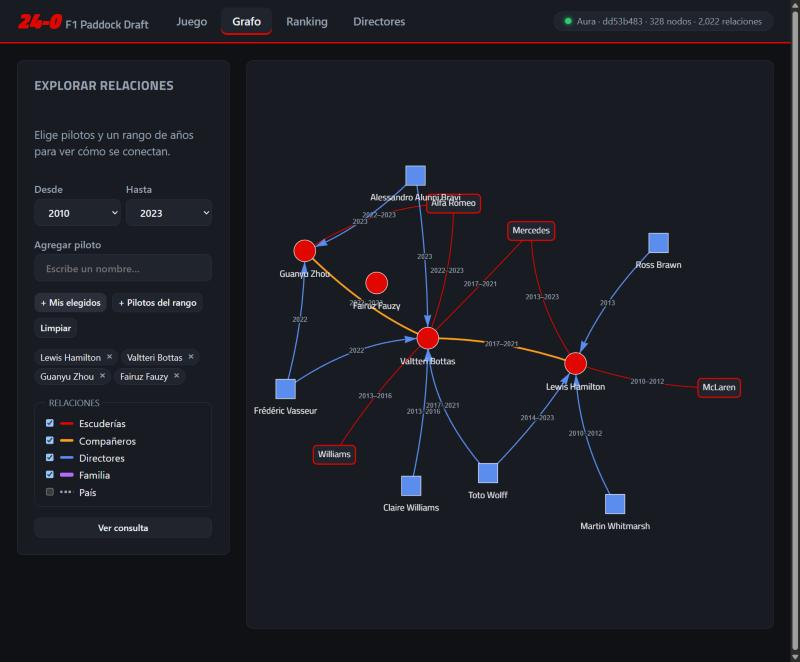 24-0 F1 Paddock Draft
Juego
Grafo
Ranking
Directores
Aura · dd53b483 · 328 nodos · 2,022 relaciones
EXPLORAR RELACIONES
Elige pilotos y un rango de años
para ver cómo se conectan.
Desde
Hasta
2010
2023
Agregar piloto
Escribe un nombre...
+ Mis elegidos
+ Pilotos del rango
Limpiar
Lewis Hamilton ×
Valtteri Bottas ×
Guanyu Zhou ×
Fairuz Fauzy ×
RELACIONES
Escuderías
Compañeros
Directores
Familia
País
Ver consulta
Alessandro Alunni Bravi
Alfa Romeo
2022–2023
2023
Mercedes
Ross Brawn
Guanyu Zhou
2023
2022–2023
2017–2021
2013–2023
2013
2022–2023
Fairuz Fauzy
2022
2022
Valtteri Bottas
2017–2021
Lewis Hamilton
2010–2012
McLaren
Frédéric Vasseur
2013–2016
2013–2016
2017–2021
2014–2023
2010–2012
Williams
Claire Williams
Toto Wolff
Martin Whitmarsh